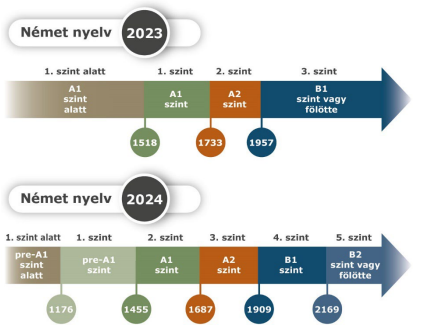 Német nyelv 2023
1. szint alatt 1. szint 2. szint 3. szint
A1 szint alatt
A1 szint
A2 szint
B1 szint vagy fölötte
1518 1733 1957
Német nyelv 2024
1. szint alatt 1. szint 2. szint 3. szint 4. szint 5. szint
pre-A1 szint alatt
pre-A1 szint
A1 szint
A2 szint
B1 szint
B2 szint vagy fölötte
1176 1455 1687 1909 2169